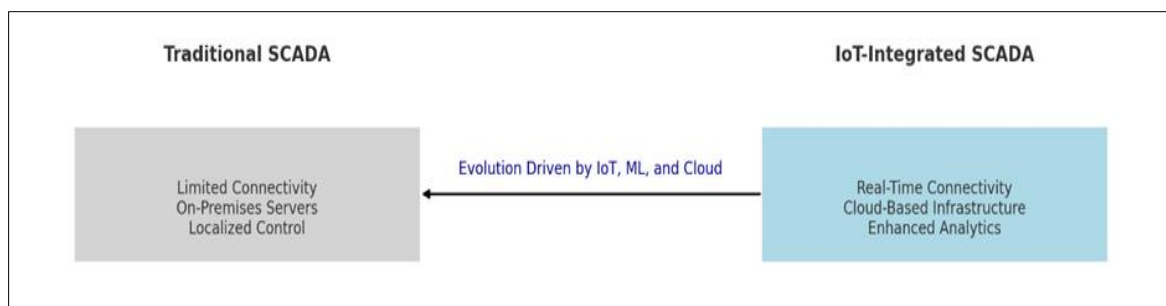 Traditional SCADA
IoT-Integrated SCADA
Evolution Driven by IoT, ML, and Cloud
Limited Connectivity
On-Premises Servers
Localized Control
Real-Time Connectivity
Cloud-Based Infrastructure
Enhanced Analytics